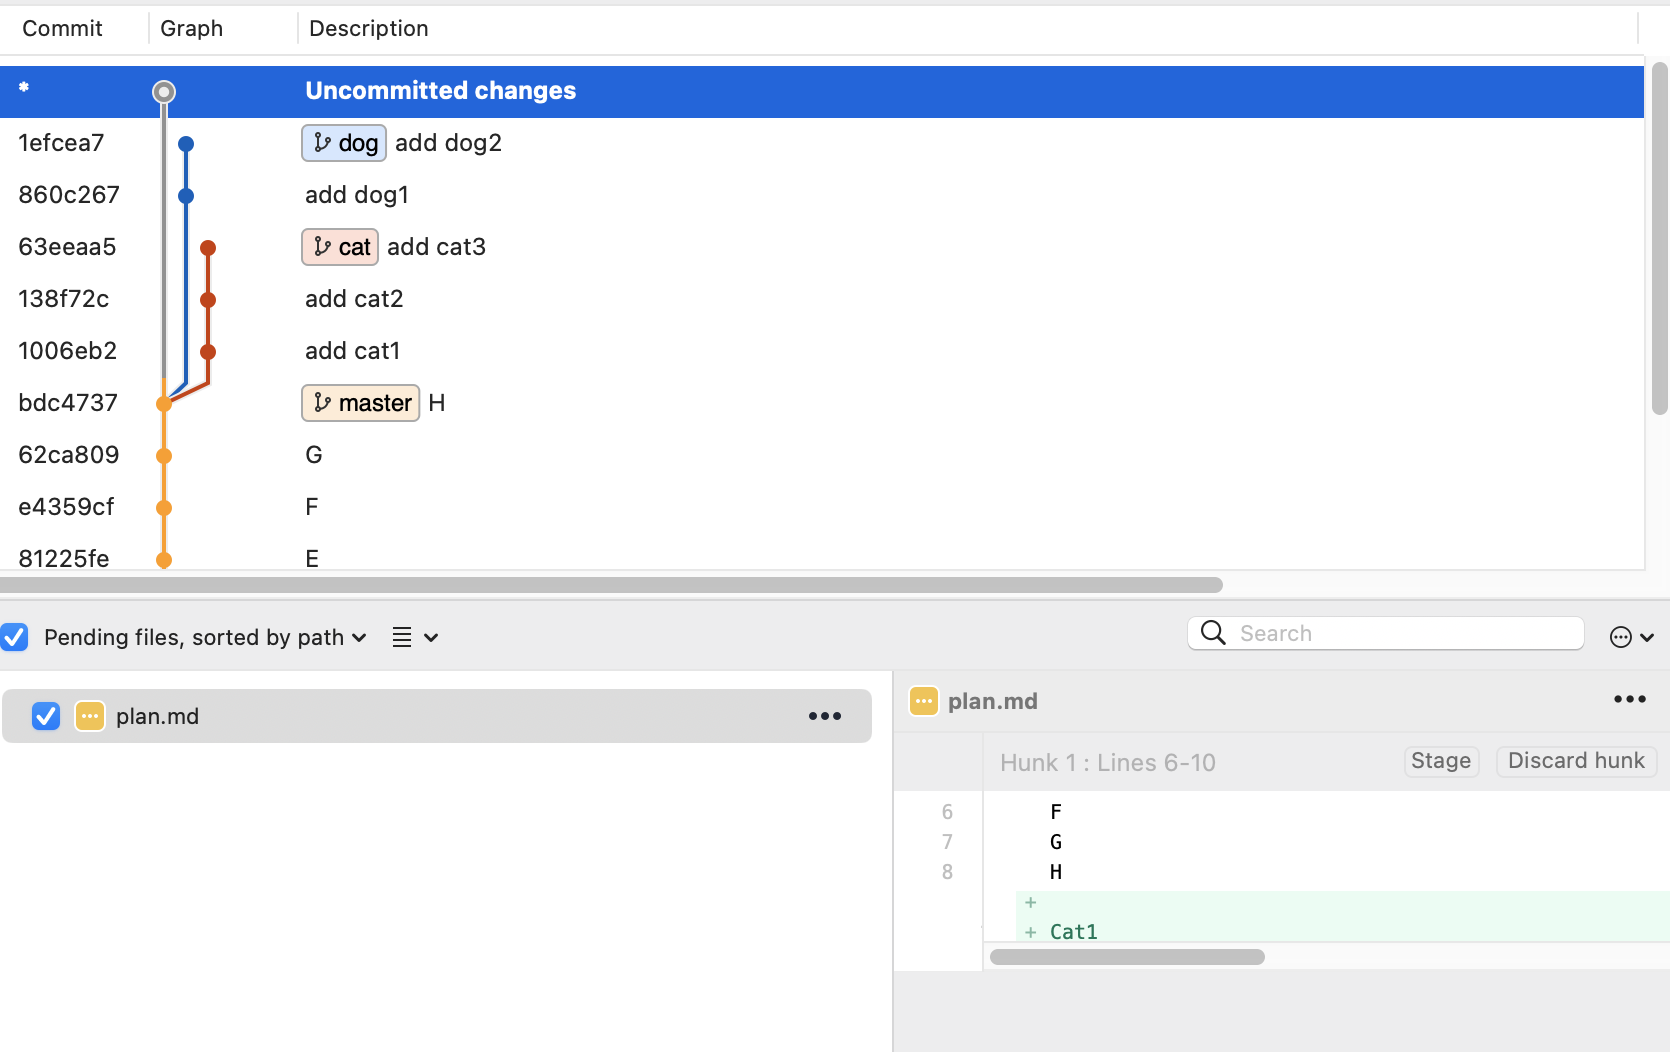 Commit Graph Description
* Uncommitted changes
1efcea7 dog add dog2
860c267 add dog1
63eeaa5 cat add cat3
138f72c add cat2
1006eb2 add cat1
bdc4737 master H
62ca809 G
e4359cf F
81225fe E
Pending files, sorted by path
Search
plan.md
plan.md
Hunk 1 : Lines 6-10 Stage Discard hunk
6 F
7 G
8 H
+
+ Cat1